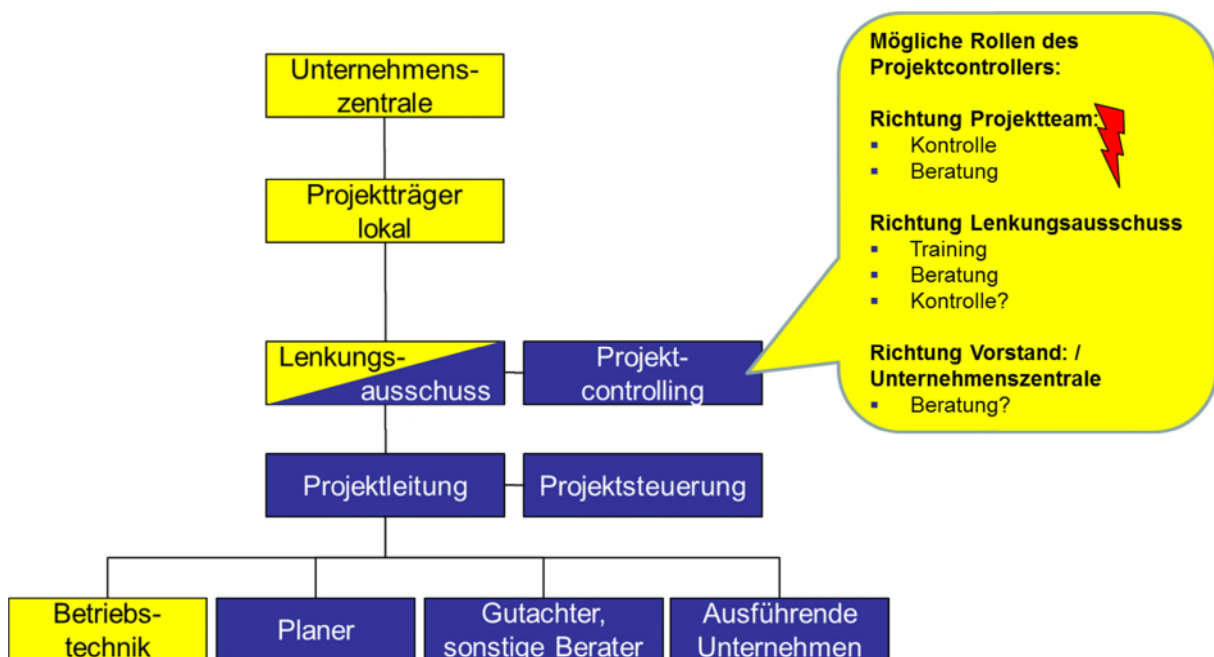 Unternehmens-
zentrale
Projektträger
lokal
Lenkungs-
ausschuss
Projekt-
controlling
Projektleitung
Projektsteuerung
Betriebs-
technik
Planer
Gutachter,
sonstige Berater
Ausführende
Unternehmen
Mögliche Rollen des
Projektcontrollers:
Richtung Projektteam:
▪ Kontrolle
▪ Beratung
Richtung Lenkungsausschuss
▪ Training
▪ Beratung
▪ Kontrolle?
Richtung Vorstand: /
Unternehmenszentrale
▪ Beratung?